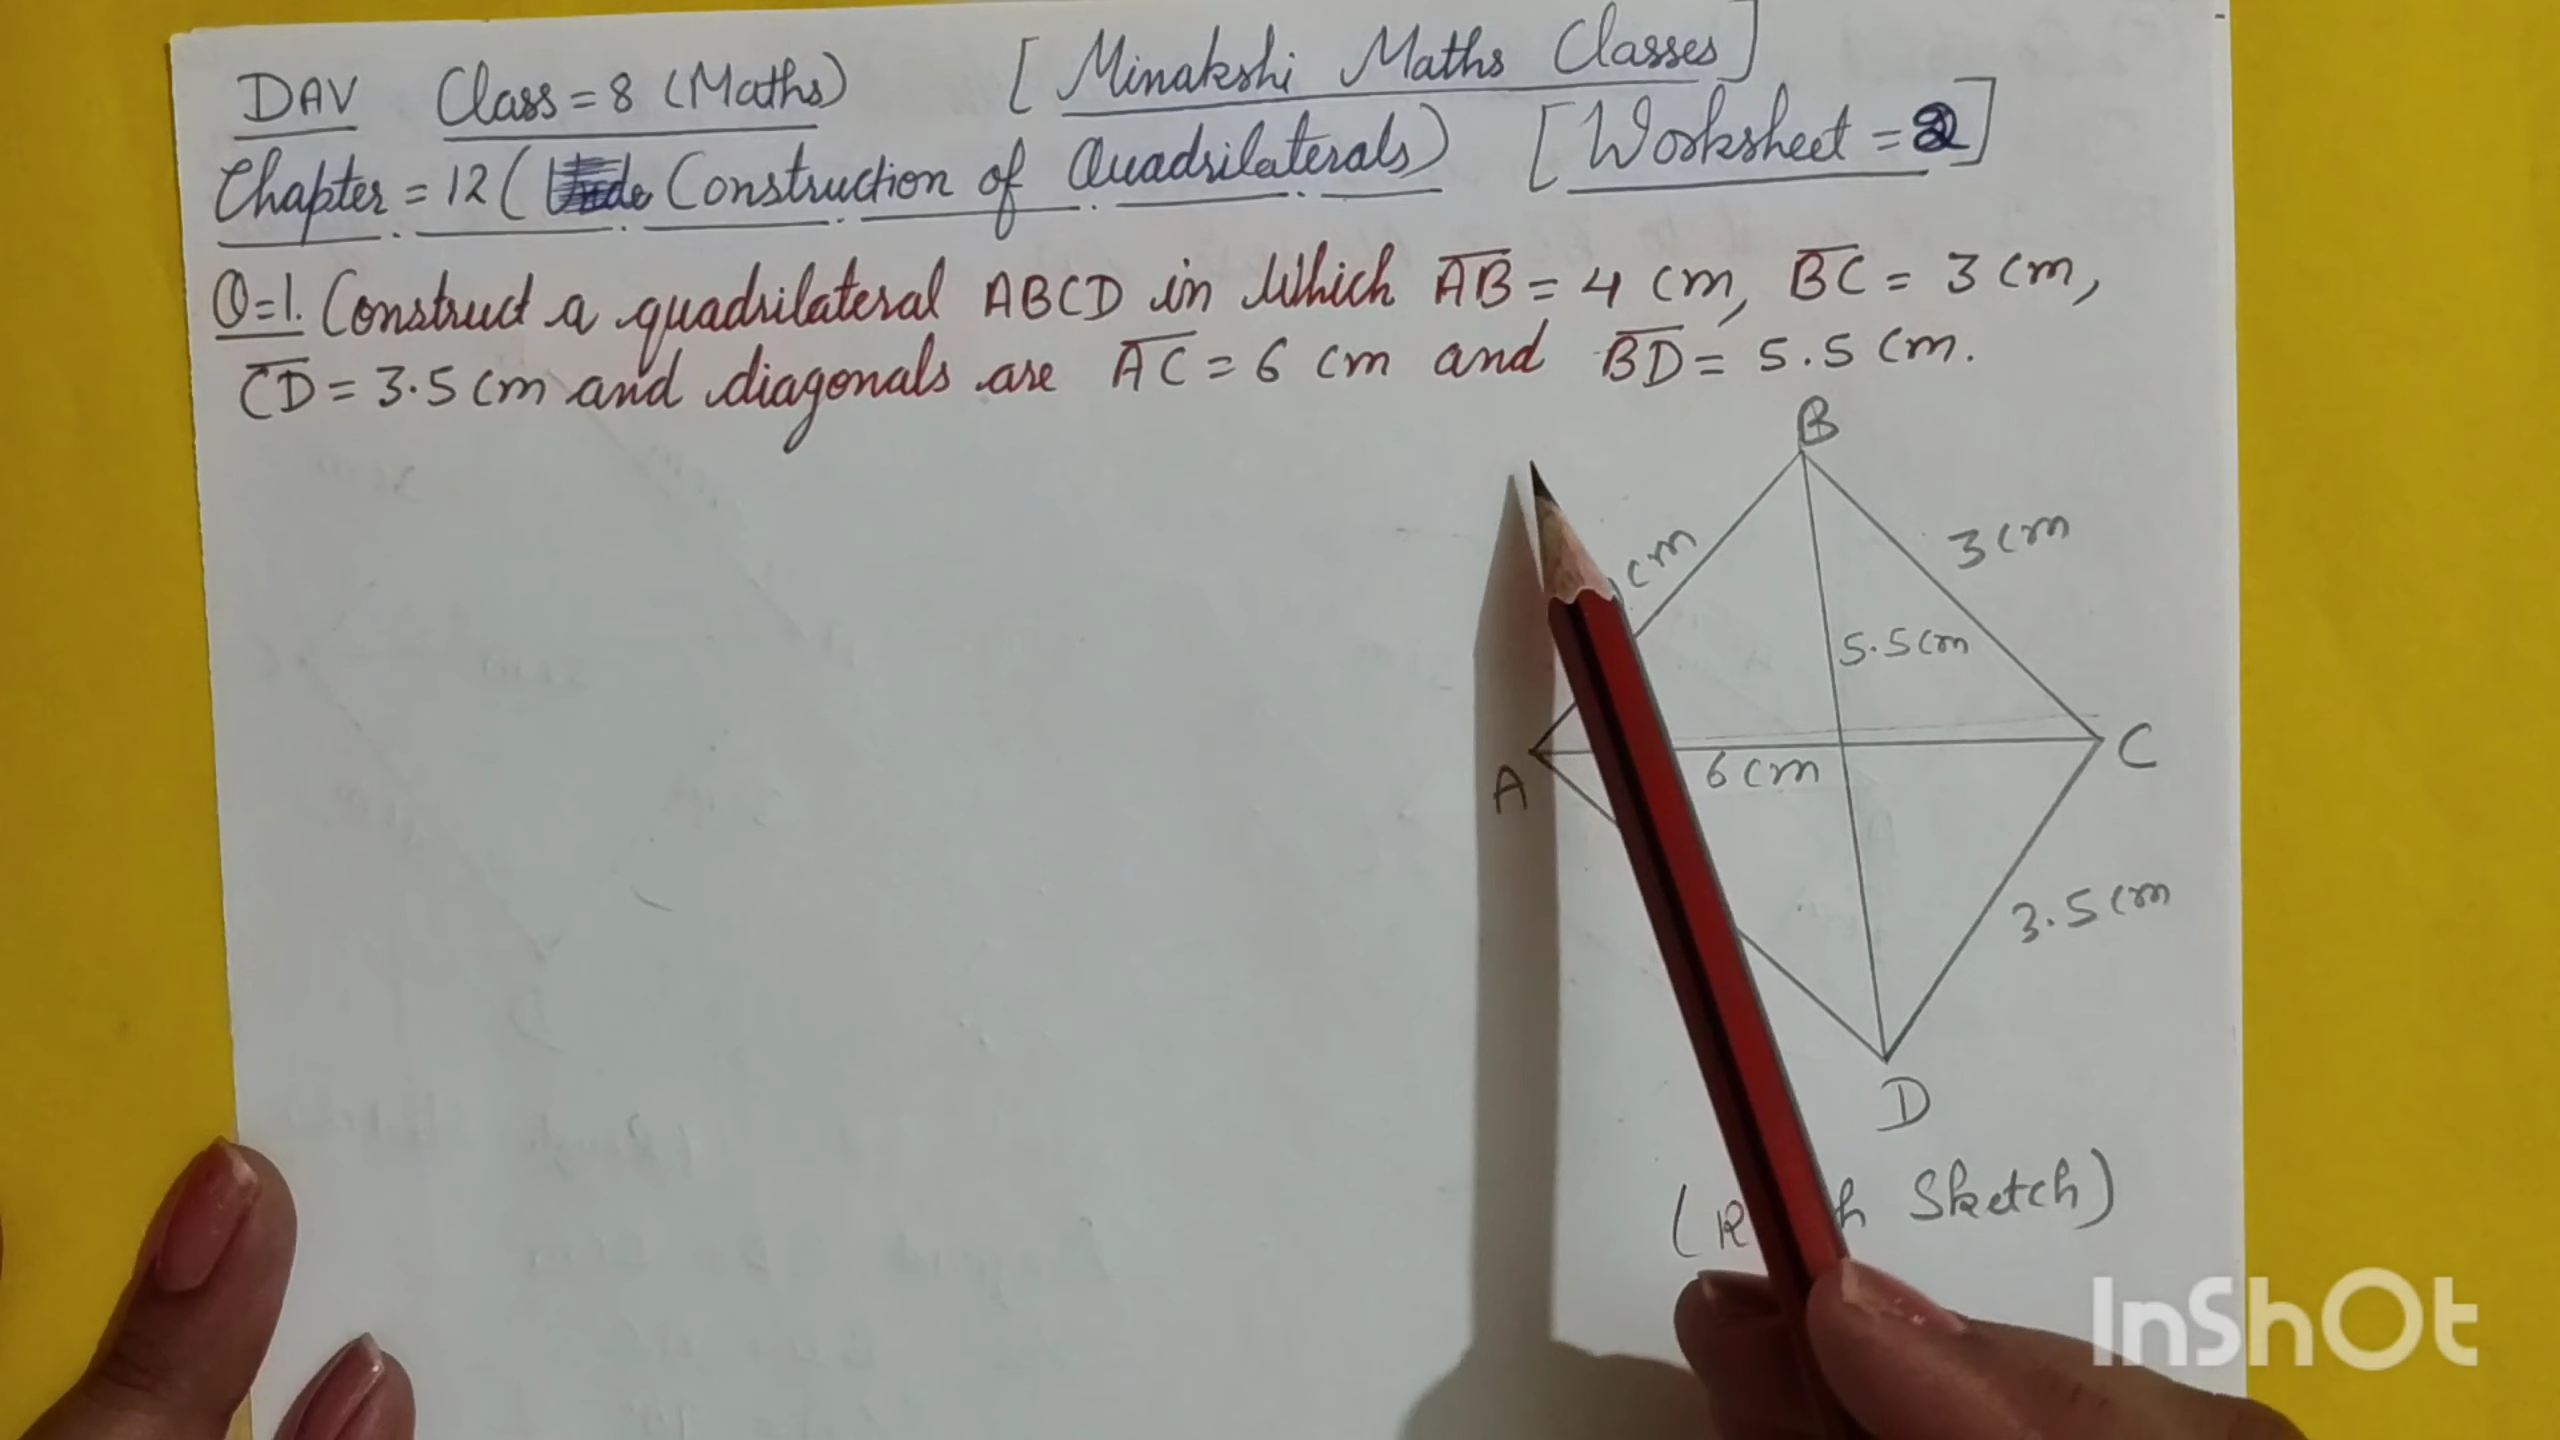 DAV Class = 8 (Maths) [Minakshi Maths Classes]
Chapter = 12 (Construction of Quadrilaterals) [Worksheet = 2]
Q=1. Construct a quadrilateral ABCD in which AB = 4 cm, BC = 3 cm,
CD = 3.5 cm and diagonals are AC = 6 cm and BD = 5.5 cm.
B
cm
3 cm
5.5 cm
A
6 cm
C
3.5 cm
D
Sketch)
InShOt